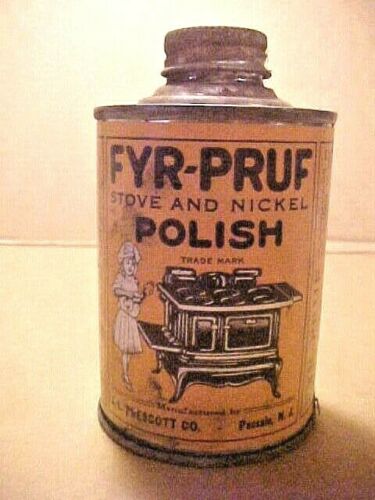 FYR-PRUF
STOVE AND NICKEL
POLISH
TRADE MARK
Manufactured by
J.L. PRESCOTT CO. Passaic, N. J.